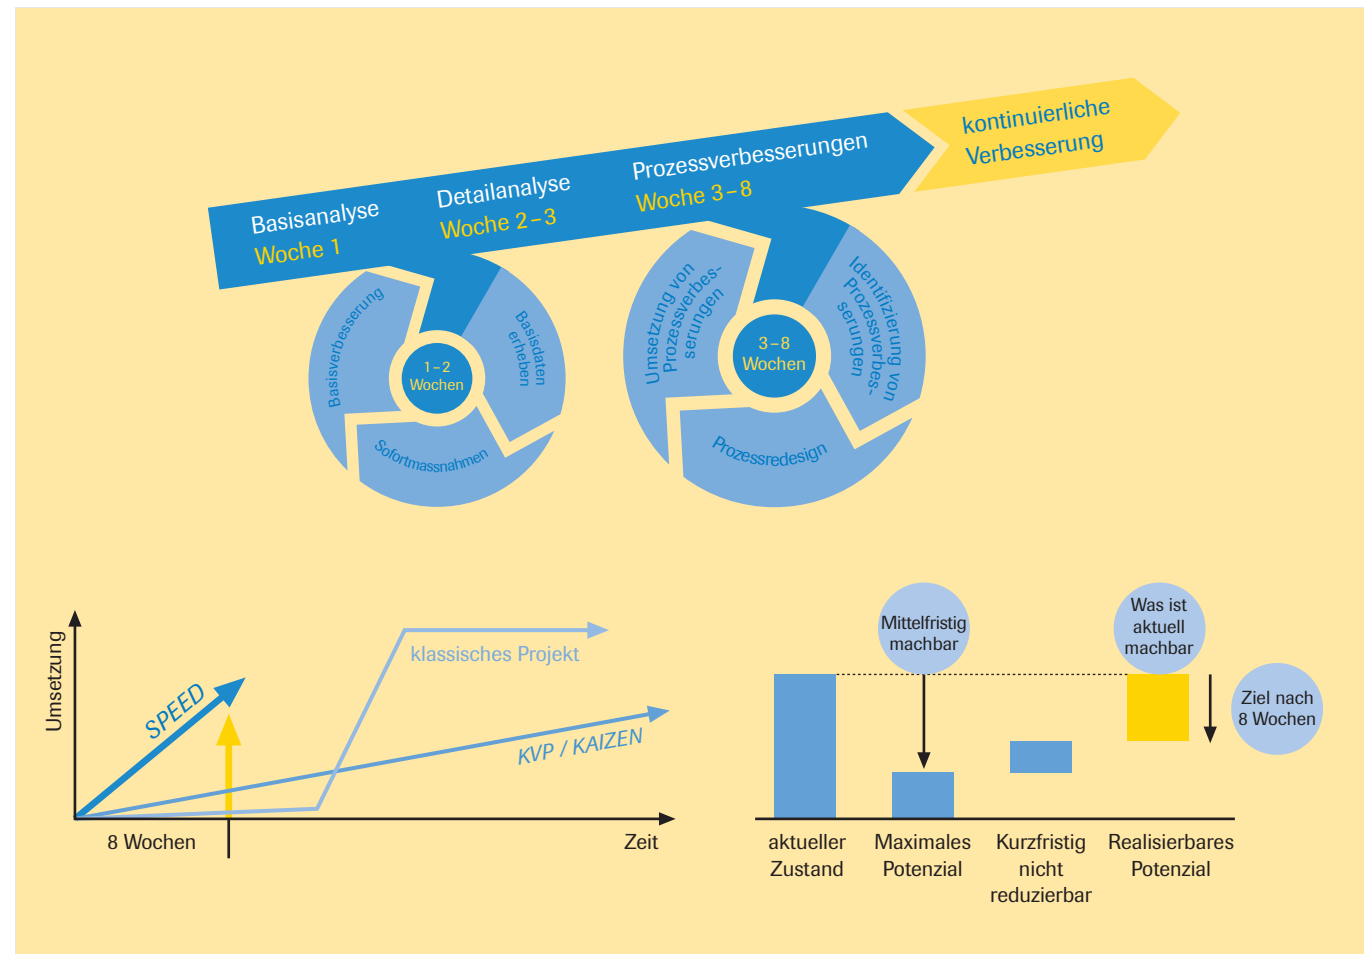 Basisanalyse
Woche 1
Detailanalyse
Woche 2–3
Prozessverbesserungen
Woche 3–8
kontinuierliche
Verbesserung
Basisverbesserung
1–2
Wochen
Basisdaten
erheben
Sofortmassnahmen
Umsetzung von
Prozessverbes-
serungen
3–8
Wochen
Identifizierung von
Prozessverbes-
serungen
Prozessredesign
Umsetzung
SPEED
klassisches Projekt
KVP / KAIZEN
8 Wochen
Zeit
Mittelfristig
machbar
Was ist
aktuell
machbar
Ziel nach
8 Wochen
aktueller
Zustand
Maximales
Potenzial
Kurzfristig
nicht
reduzierbar
Realisierbares
Potenzial